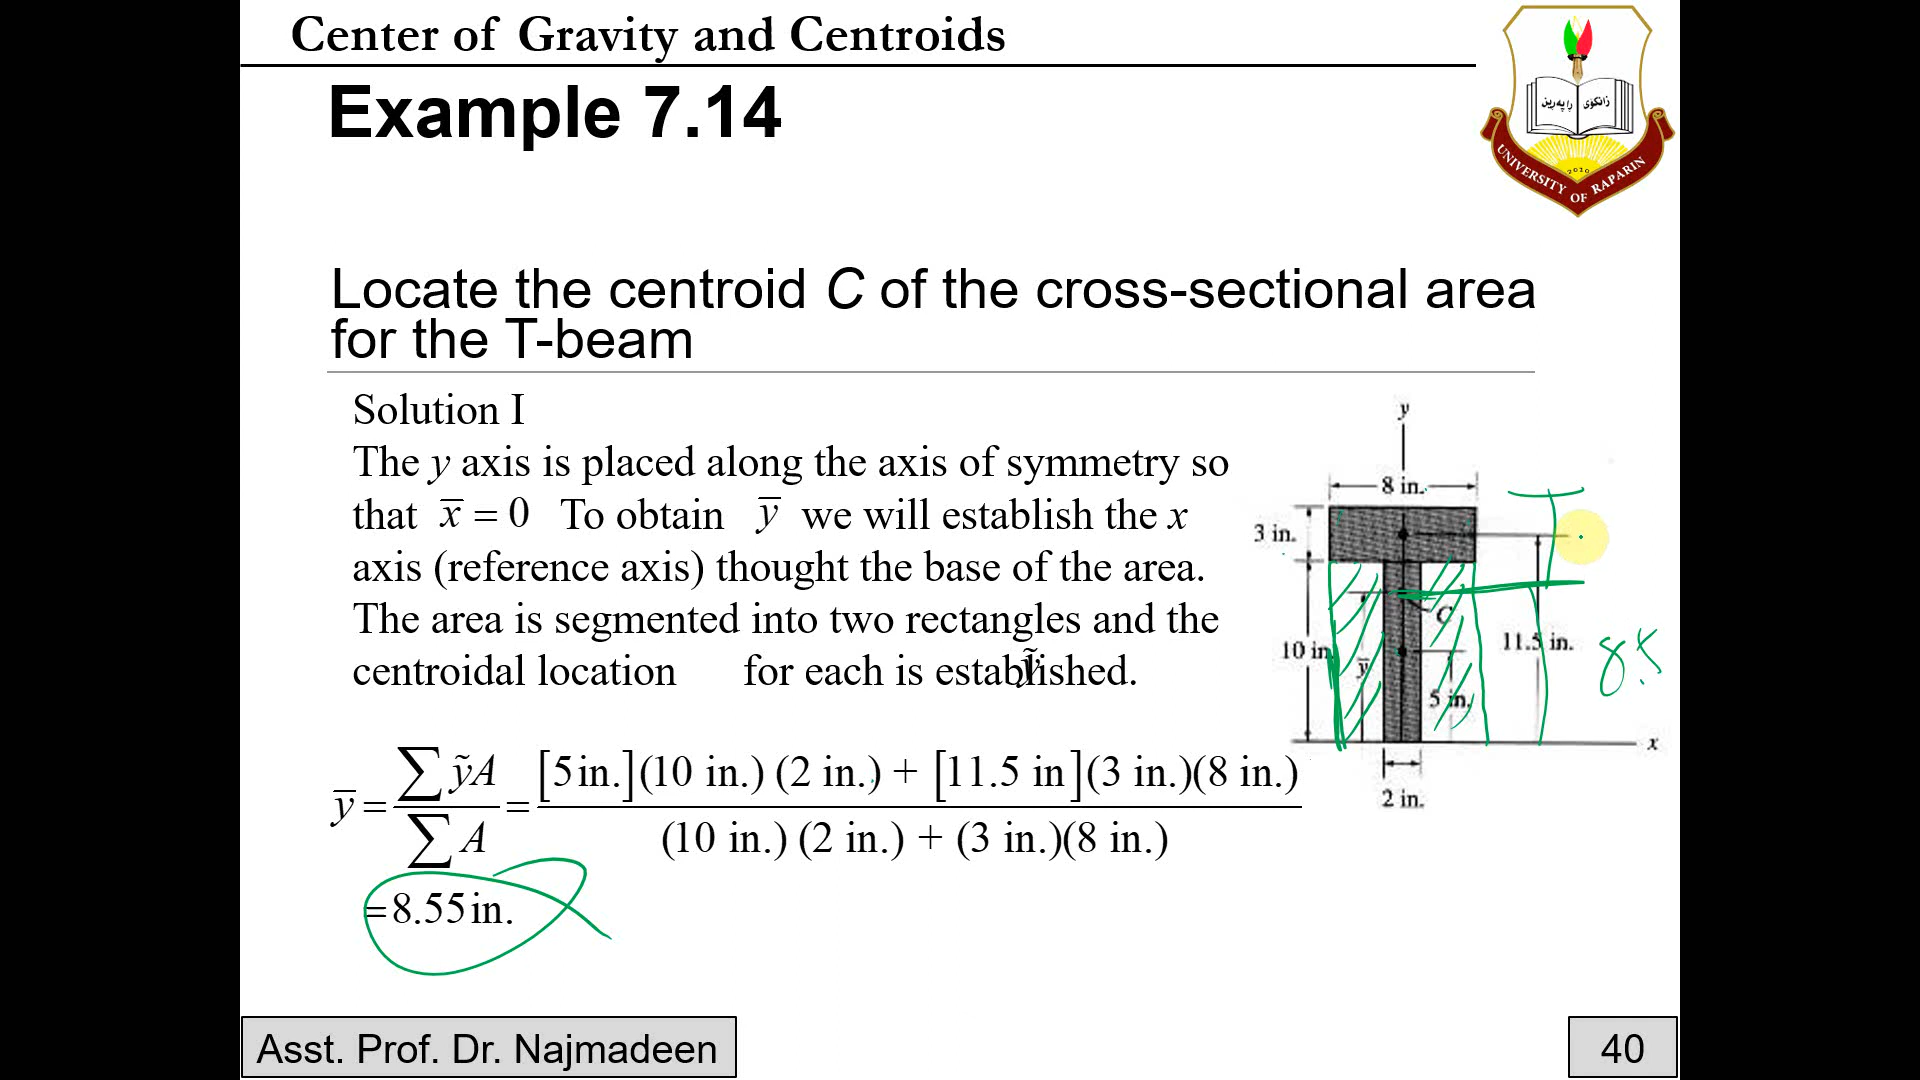 Center of Gravity and Centroids
Example 7.14
زانکۆی ڕاپەڕین
2010
UNIVERSITY OF RAPARIN
Locate the centroid C of the cross-sectional area
for the T-beam
Solution I
The y axis is placed along the axis of symmetry so
that x̅ = 0 To obtain y̅ we will establish the x
axis (reference axis) thought the base of the area.
The area is segmented into two rectangles and the
centroidal location for each is established.
ỹ
y̅ = ∑ỹA / ∑A = [5in.](10 in.) (2 in.) + [11.5 in](3 in.)(8 in.) / (10 in.) (2 in.) + (3 in.)(8 in.)
=8.55in.
y
8 in.
3 in.
C
10 in.
11.5 in.
y̅
5 in.
x
2 in.
Asst. Prof. Dr. Najmadeen
40